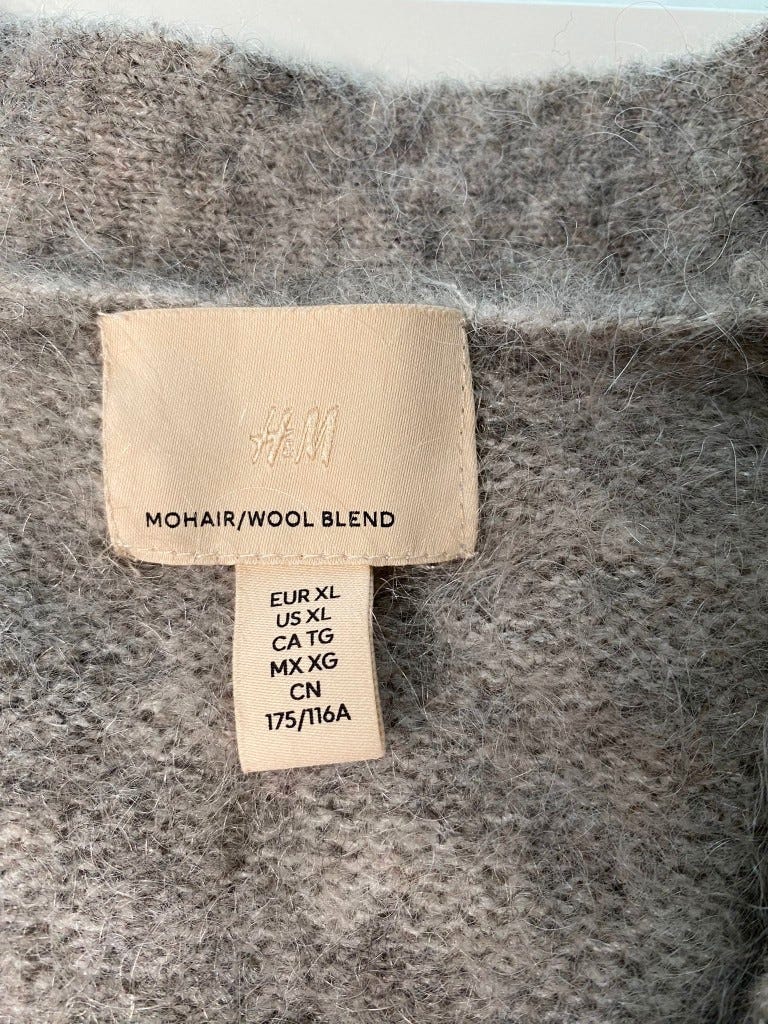 H&M
MOHAIR/WOOL BLEND
EUR XL
US XL
CA TG
MX XG
CN
175/116A